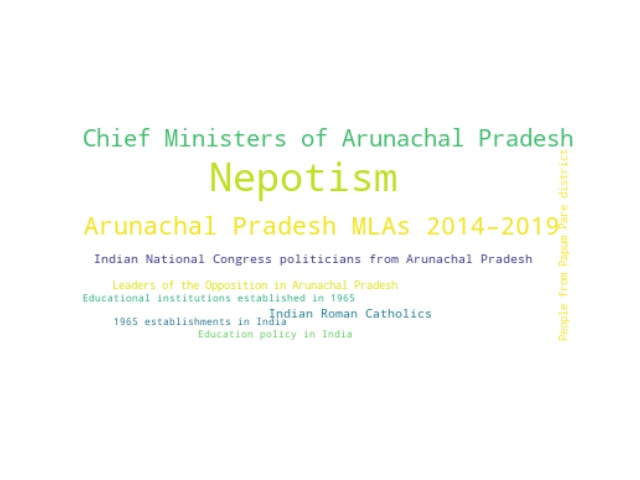 Chief Ministers of Arunachal Pradesh
Nepotism
Arunachal Pradesh MLAs 2014–2019
Indian National Congress politicians from Arunachal Pradesh
Leaders of the Opposition in Arunachal Pradesh
Educational institutions established in 1965
Indian Roman Catholics
1965 establishments in India
Education policy in India
People from Papum Pare district